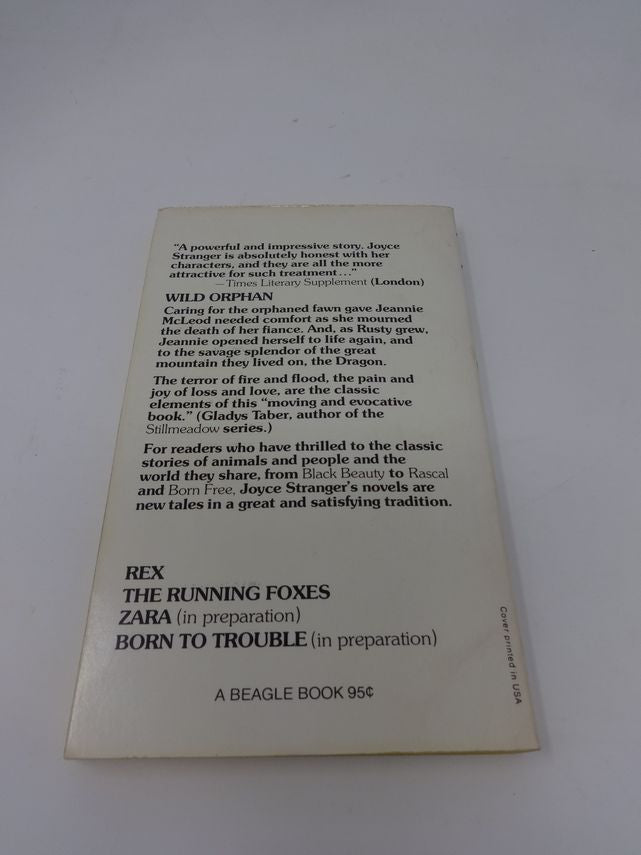 “A powerful and impressive story. Joyce
Stranger is absolutely honest with her
characters, and they are all the more
attractive for such treatment...”
—Times Literary Supplement (London)
WILD ORPHAN
Caring for the orphaned fawn gave Jeannie
McLeod needed comfort as she mourned
the death of her fiance. And, as Rusty grew,
Jeannie opened herself to life again, and
to the savage splendor of the great
mountain they lived on, the Dragon.
The terror of fire and flood, the pain and
joy of loss and love, are the classic
elements of this “moving and evocative
book.” (Gladys Taber, author of the
Stillmeadow series.)
For readers who have thrilled to the classic
stories of animals and people and the
world they share, from Black Beauty to Rascal
and Born Free, Joyce Stranger’s novels are
new tales in a great and satisfying tradition.
REX
THE RUNNING FOXES
ZARA (in preparation)
BORN TO TROUBLE (in preparation)
A BEAGLE BOOK 95¢
Cover printed in USA